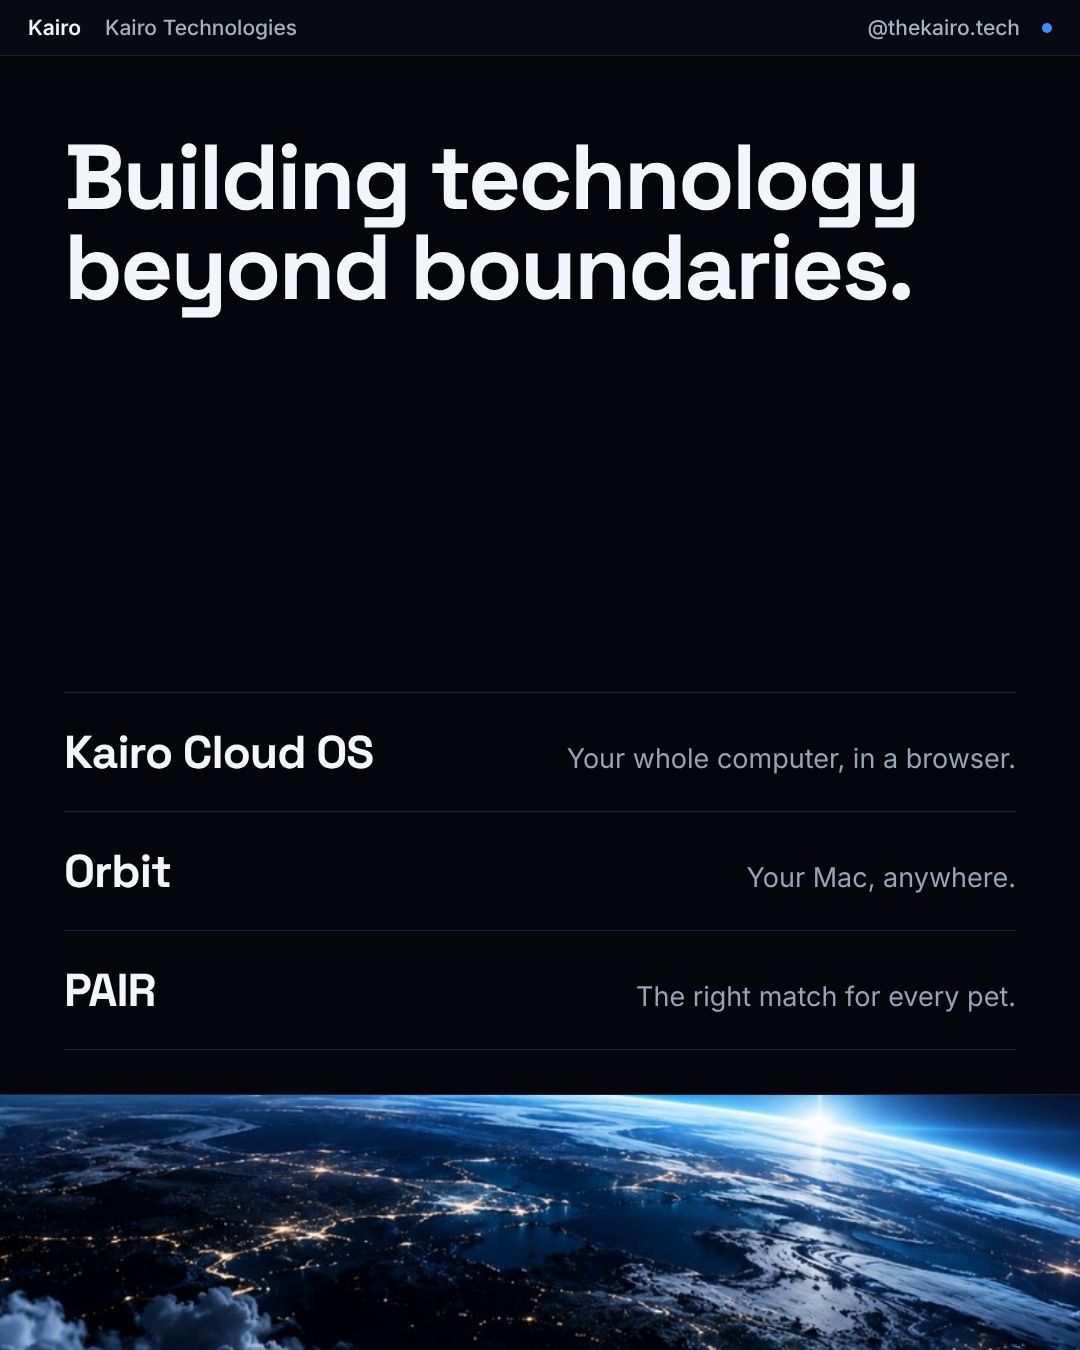 Kairo Kairo Technologies @thekairo.tech
Building technology
beyond boundaries.
Kairo Cloud OS Your whole computer, in a browser.
Orbit Your Mac, anywhere.
PAIR The right match for every pet.